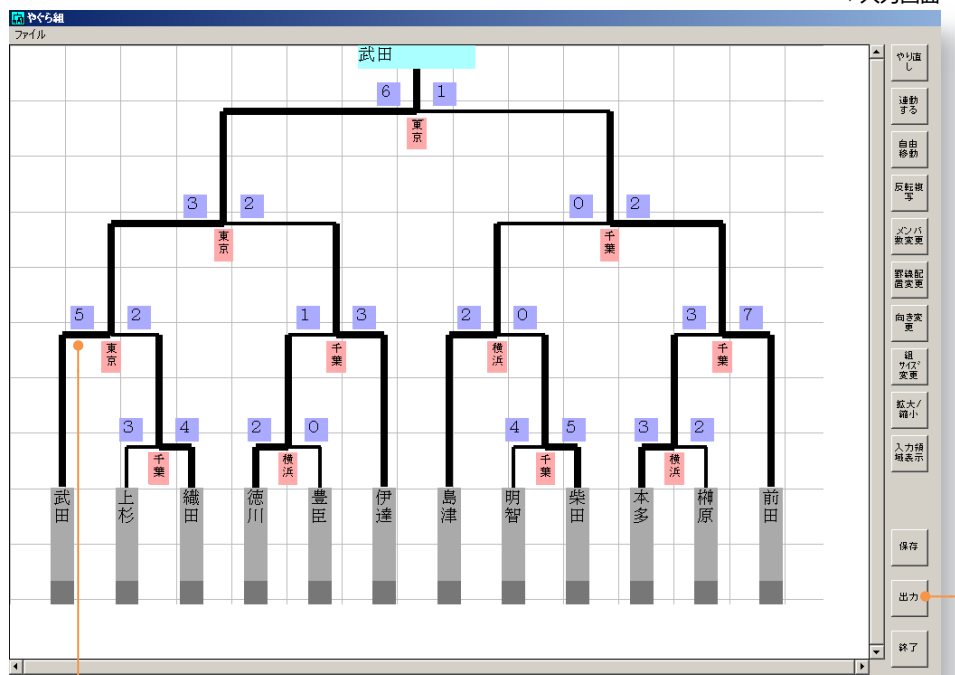 入力画面
やぐら組
ファイル
武田
6 1
東京
3 2
0 2
東京
千葉
5 2
1 3
2 0
3 7
東京
千葉
横浜
千葉
3 4
2 0
4 5
3 2
千葉
横浜
千葉
横浜
武田
上杉
織田
徳川
豊臣
伊達
島津
明智
柴田
本多
榊原
前田
やり直
し
連動
する
自由
移動
反転複
写
メンバ
数変更
罫線配
置変更
向き変
更
組
サイズ
変更
拡大/
縮小
入力領
域表示
保存
出力
終了